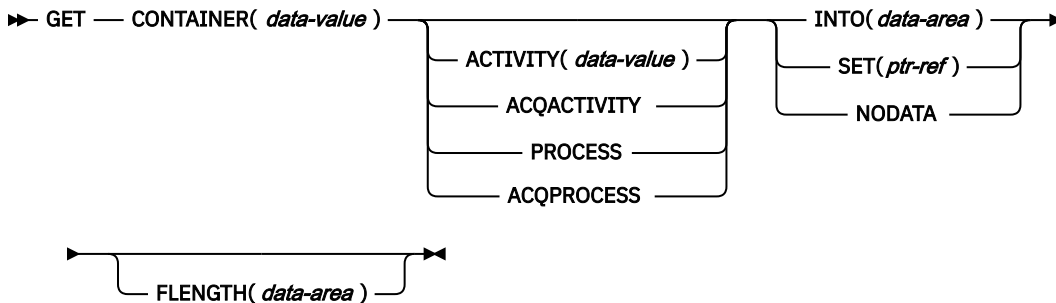 GET CONTAINER( data-value ) INTO( data-area )
ACTIVITY( data-value ) SET( ptr-ref )
ACQACTIVITY NODATA
PROCESS
ACQPROCESS
FLENGTH( data-area )